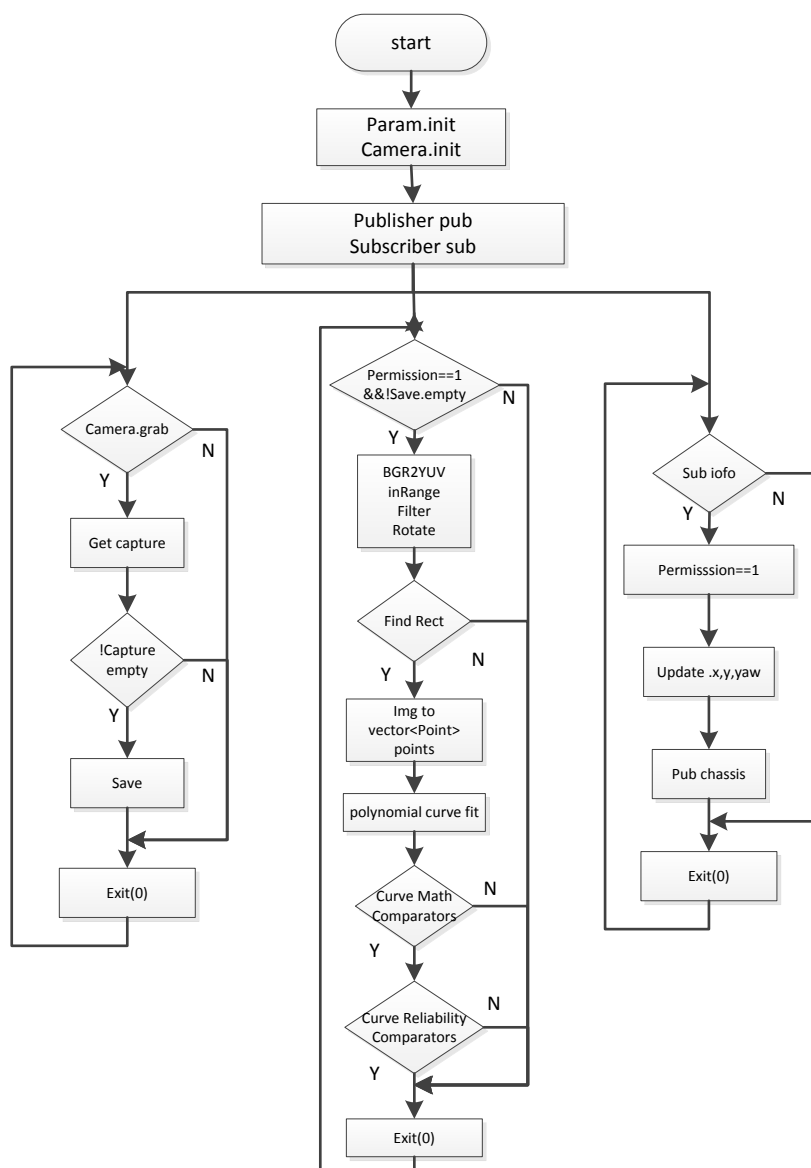 start
Param.init
Camera.init
Publisher pub
Subscriber sub
Camera.grab
N
Y
Get capture
!Capture
empty
N
Y
Save
Exit(0)
Permission==1
&&!Save.empty
N
Y
BGR2YUV
inRange
Filter
Rotate
Find Rect
N
Y
Img to
vector<Point>
points
polynomial curve fit
Curve Math
Comparators
N
Y
Curve Reliability
Comparators
N
Y
Exit(0)
Sub iofo
N
Y
Permisssion==1
Update .x,y,yaw
Pub chassis
Exit(0)